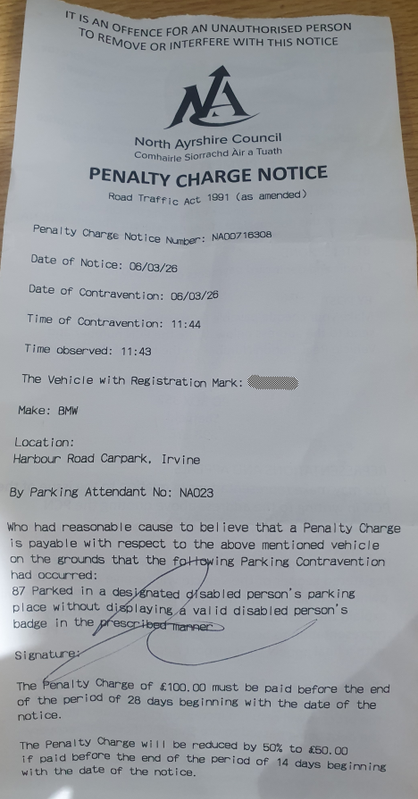 IT IS AN OFFENCE FOR AN UNAUTHORISED PERSON
TO REMOVE OR INTERFERE WITH THIS NOTICE
NA
North Ayrshire Council
Comhairle Siorrachd Àir a Tuath
PENALTY CHARGE NOTICE
Road Traffic Act 1991 (as amended)
Penalty Charge Notice Number: NA00716308
Date of Notice: 06/03/26
Date of Contravention: 06/03/26
Time of Contravention: 11:44
Time observed: 11:43
The Vehicle with Registration Mark:
Make: BMW
Location:
Harbour Road Carpark, Irvine
By Parking Attendant No: NA023
Who had reasonable cause to believe that a Penalty Charge
is payable with respect to the above mentioned vehicle
on the grounds that the following Parking Contravention
had occurred:
87 Parked in a designated disabled person's parking
place without displaying a valid disabled person's
badge in the prescribed manner
Signature:
The Penalty Charge of £100.00 must be paid before the end
of the period of 28 days beginning with the date of the
notice.
The Penalty Charge will be reduced by 50% to £50.00
if paid before the end of the period of 14 days beginning
with the date of the notice.